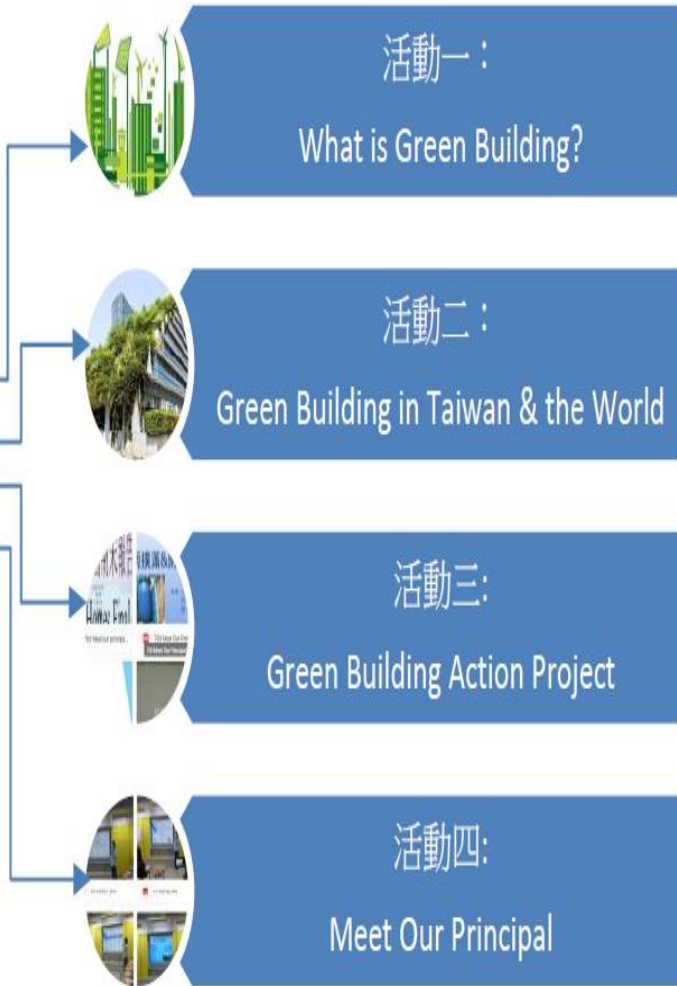 活動一：
What is Green Building?
活動二：
Green Building in Taiwan & the World
活動三:
Green Building Action Project
活動四:
Meet Our Principal